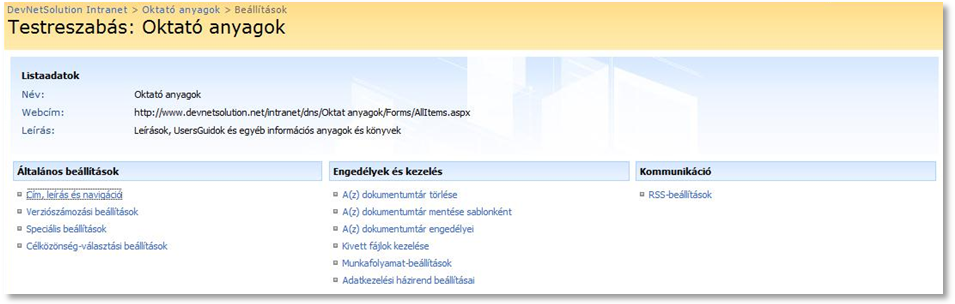 DevNetSolution Intranet > Oktató anyagok > Beállítások
Testreszabás: Oktató anyagok
Listaadatok
Név: Oktató anyagok
Webcím: http://www.devnetsolution.net/intranet/dns/Oktat anyagok/Forms/AllItems.aspx
Leírás: Leírások, UsersGuidok és egyéb információs anyagok és könyvek
Általános beállítások
Cím, leírás és navigáció
Verziószámozási beállítások
Speciális beállítások
Célközönség-választási beállítások
Engedélyek és kezelés
A(z) dokumentumtár törlése
A(z) dokumentumtár mentése sablonként
A(z) dokumentumtár engedélyei
Kivett fájlok kezelése
Munkafolyamat-beállítások
Adatkezelési házirend beállításai
Kommunikáció
RSS-beállítások